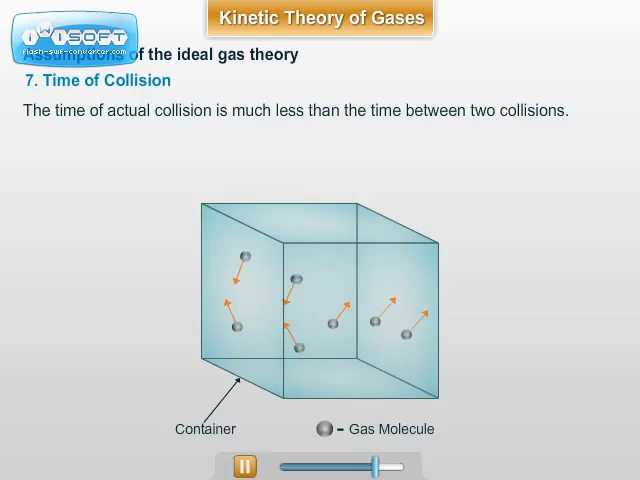 Kinetic Theory of Gases
iWiSOFT
flash-swf-converter.com
Assumptions of the ideal gas theory
7. Time of Collision
The time of actual collision is much less than the time between two collisions.
Container
- Gas Molecule